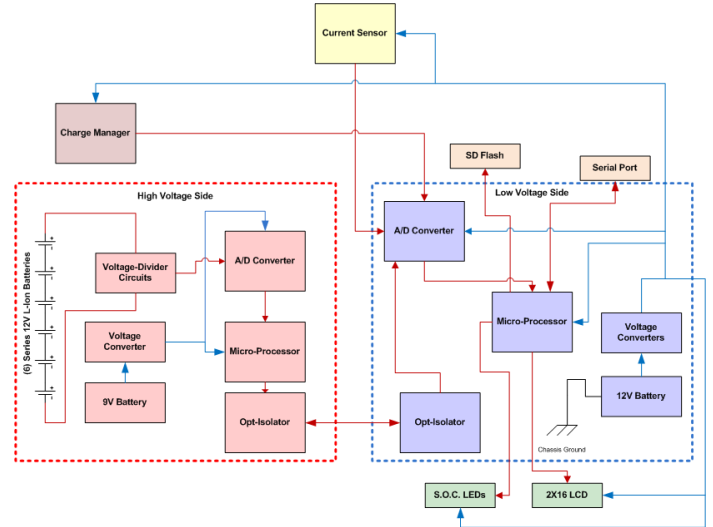 Current Sensor
Charge Manager
SD Flash
Serial Port
High Voltage Side
Low Voltage Side
A/D Converter
A/D Converter
Voltage-Divider
Circuits
(6) Series 12V L-Ion Batteries
Voltage
Converter
Micro-Processor
Micro-Processor
Voltage
Converters
9V Battery
12V Battery
Opt-Isolator
Opt-Isolator
Chassis Ground
S.O.C. LEDs
2X16 LCD